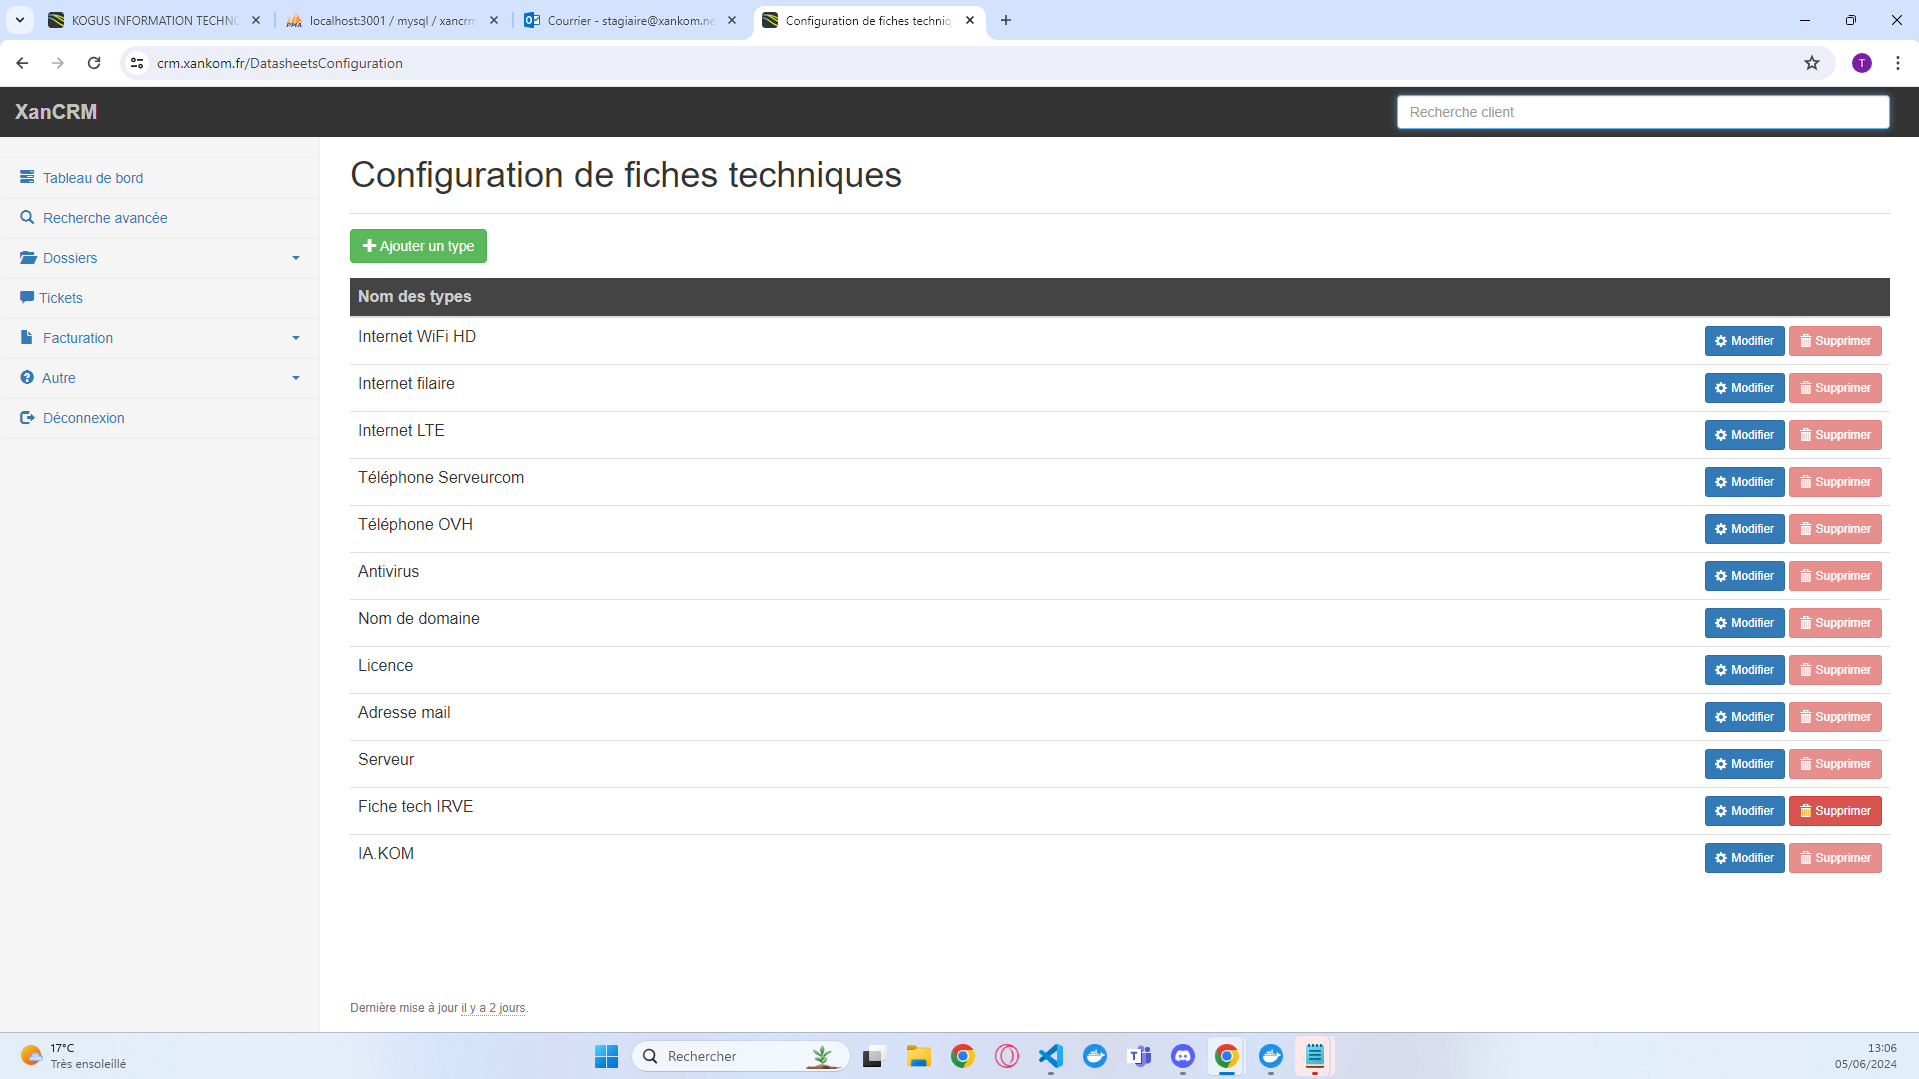 KOGUS INFORMATION TECHNO
localhost:3001 / mysql / xancrm
Courrier - stagiaire@xankom.ne
Configuration de fiches techniq
crm.xankom.fr/DatasheetsConfiguration
T
XanCRM
Recherche client
Tableau de bord
Recherche avancée
Dossiers
Tickets
Facturation
Autre
Déconnexion
Configuration de fiches techniques
Ajouter un type
Nom des types
Internet WiFi HD Modifier Supprimer
Internet filaire Modifier Supprimer
Internet LTE Modifier Supprimer
Téléphone Serveurcom Modifier Supprimer
Téléphone OVH Modifier Supprimer
Antivirus Modifier Supprimer
Nom de domaine Modifier Supprimer
Licence Modifier Supprimer
Adresse mail Modifier Supprimer
Serveur Modifier Supprimer
Fiche tech IRVE Modifier Supprimer
IA.KOM Modifier Supprimer
Dernière mise à jour il y a 2 jours.
17°C
Très ensoleillé
Rechercher
13:06
05/06/2024